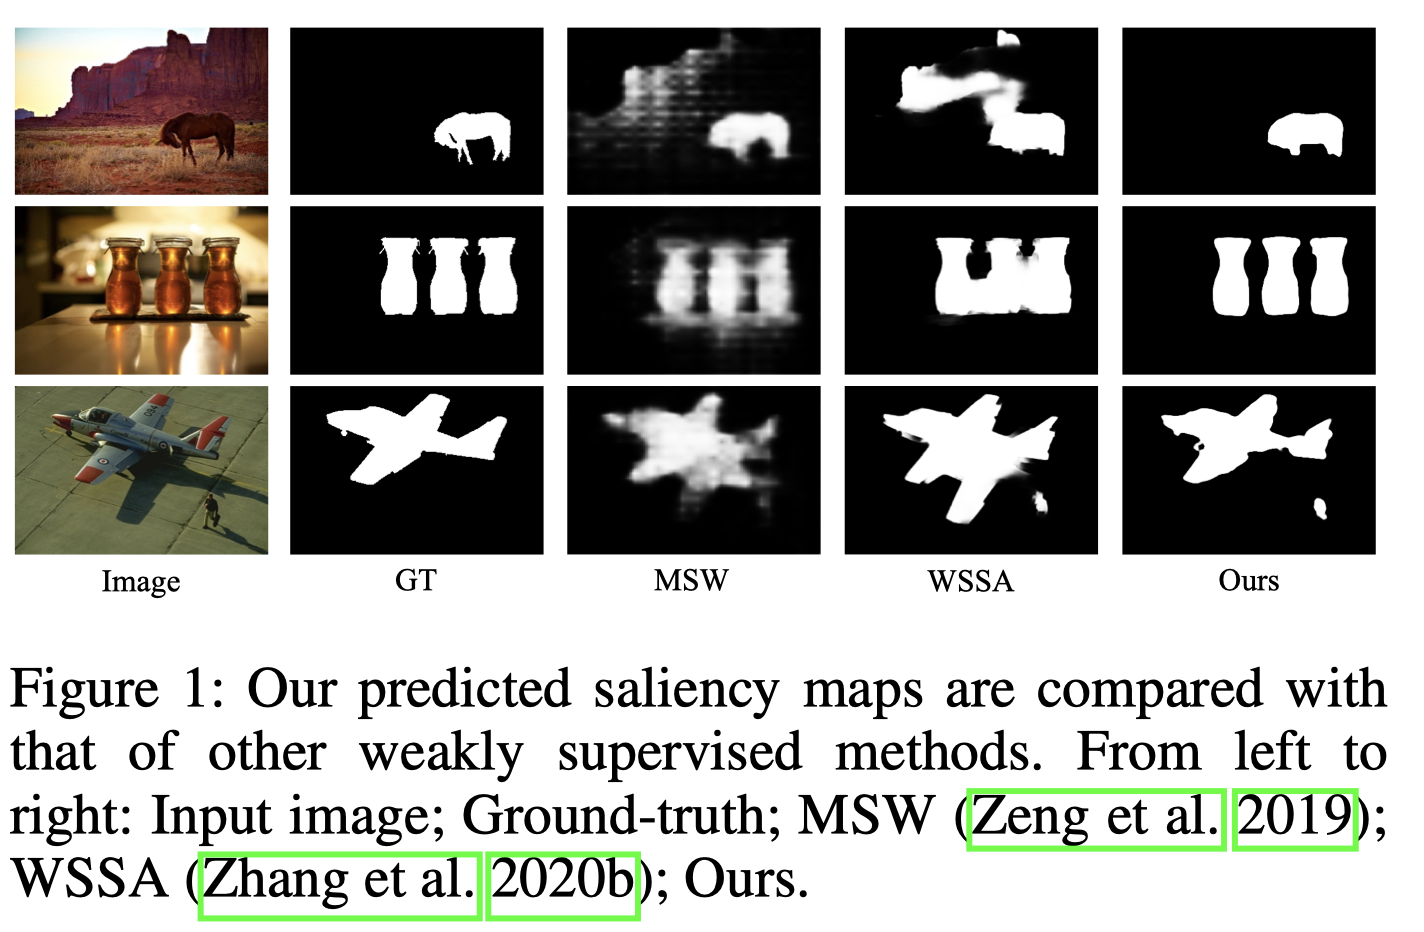 Image GT MSW WSSA Ours
Figure 1: Our predicted saliency maps are compared with
that of other weakly supervised methods. From left to
right: Input image; Ground-truth; MSW (Zeng et al. 2019);
WSSA (Zhang et al. 2020b); Ours.